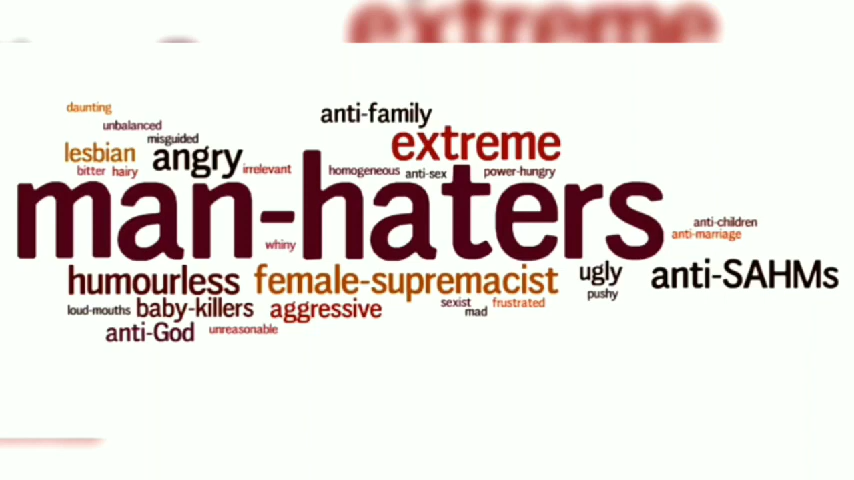 extreme
daunting
anti-family
unbalanced
misguided
extreme
lesbian
angry
bitter
hairy
irrelevant
homogeneous
anti-sex
power-hungry
man-haters
anti-children
anti-marriage
whiny
humourless
female-supremacist
ugly
anti-SAHMs
pushy
loud-mouths
baby-killers
aggressive
sexist
frustrated
mad
anti-God
unreasonable